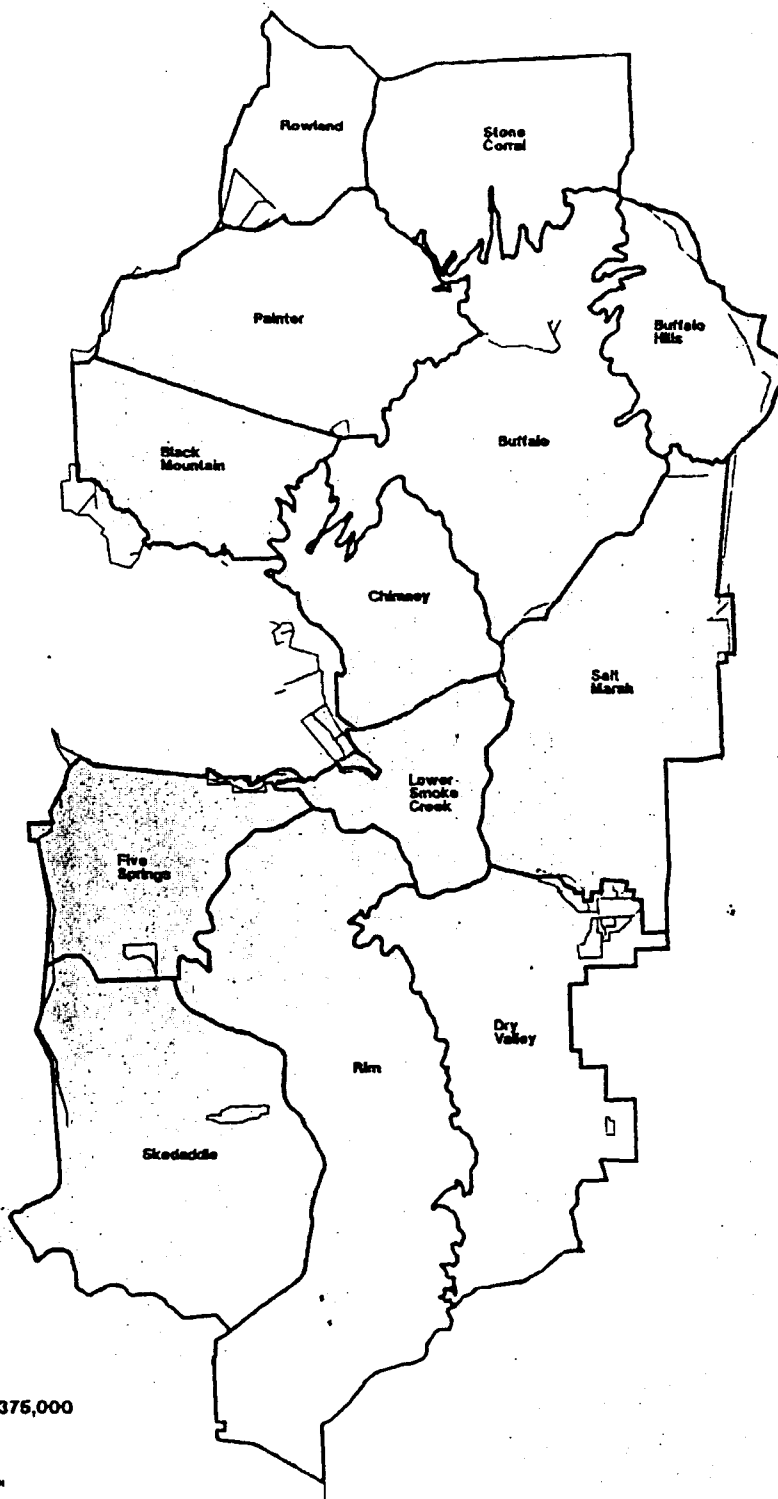 Rowland
Stone
Corral
Painter
Buffalo
Hills
Buffalo
Black
Mountain
Chimney
Salt
Marsh
Lower
Smoke
Creek
Five
Springs
Dry
Valley
Rim
Skedaddle
375,000